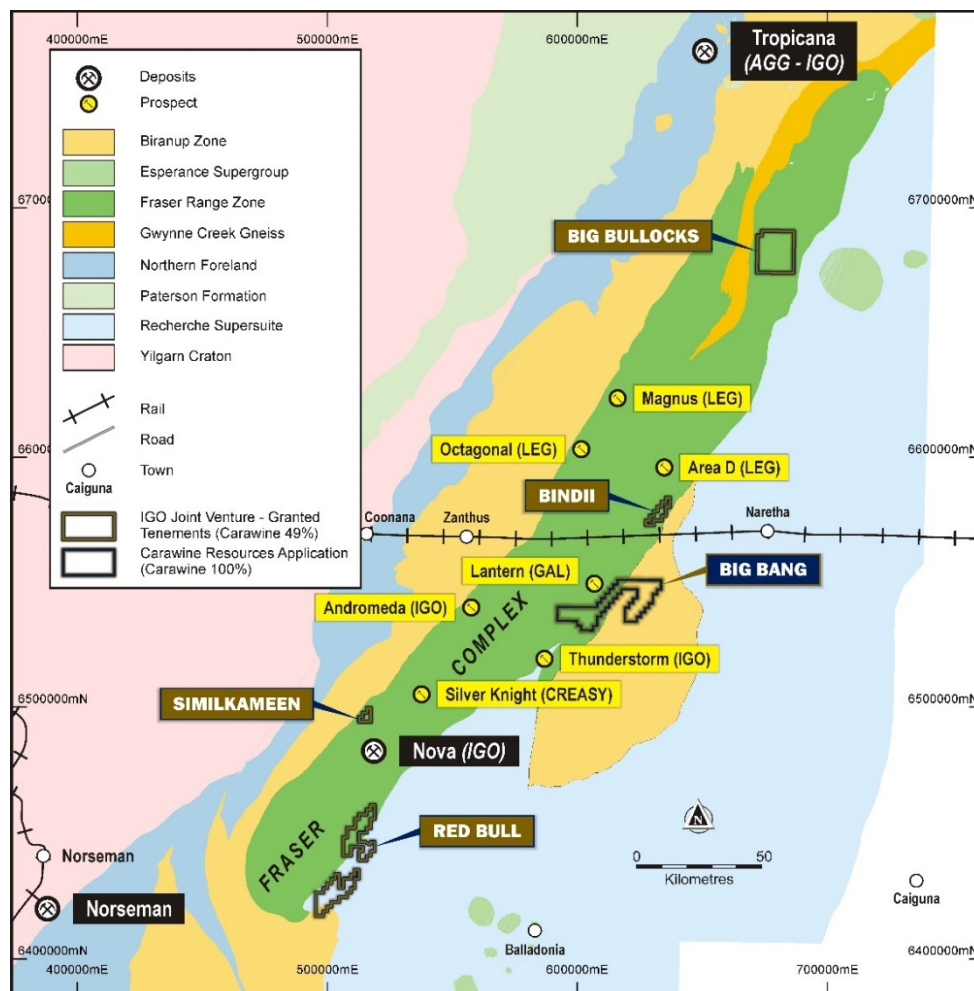 400000mE
500000mE
600000mE
Deposits
Prospect
Biranup Zone
Esperance Supergroup
Fraser Range Zone
Gwynne Creek Gneiss
Northern Foreland
Paterson Formation
Recherche Supersuite
Yilgarn Craton
Rail
Road
Town
Caiguna
IGO Joint Venture - Granted
Tenements (Carawine 49%)
Carawine Resources Application
(Carawine 100%)
Tropicana
(AGG - IGO)
6700000mN
6700000mN
BIG BULLOCKS
Magnus (LEG)
Octagonal (LEG)
6600000mN
6600000mN
Area D (LEG)
BINDII
Coonana
Zanthus
Naretha
Lantern (GAL)
BIG BANG
Andromeda (IGO)
COMPLEX
Thunderstorm (IGO)
Silver Knight (CREASY)
6500000mN
6500000mN
SIMILKAMEEN
Nova (IGO)
RED BULL
FRASER
N
0
50
Kilometres
Norseman
Norseman
Caiguna
Balladonia
6400000mN
6400000mN
400000mE
500000mE
600000mE
700000mE